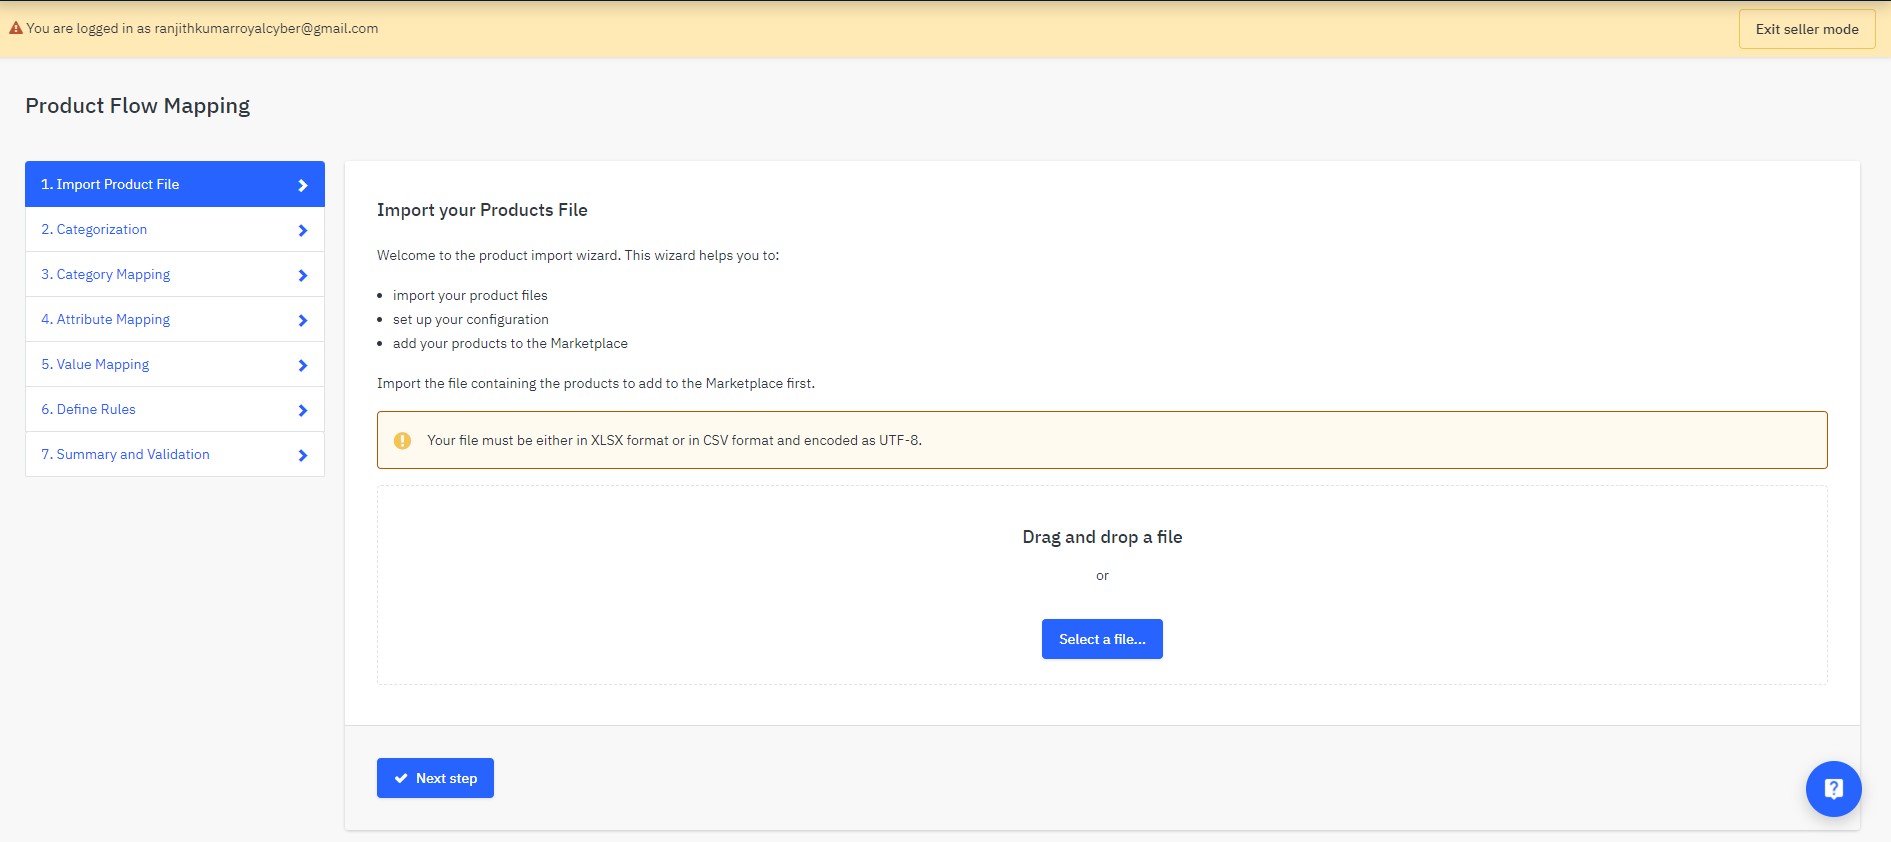 You are logged in as ranjithkumarroyalcyber@gmail.com
Exit seller mode
Product Flow Mapping
1. Import Product File
2. Categorization
3. Category Mapping
4. Attribute Mapping
5. Value Mapping
6. Define Rules
7. Summary and Validation
Import your Products File
Welcome to the product import wizard. This wizard helps you to:
import your product files
set up your configuration
add your products to the Marketplace
Import the file containing the products to add to the Marketplace first.
Your file must be either in XLSX format or in CSV format and encoded as UTF-8.
Drag and drop a file
or
Select a file...
Next step